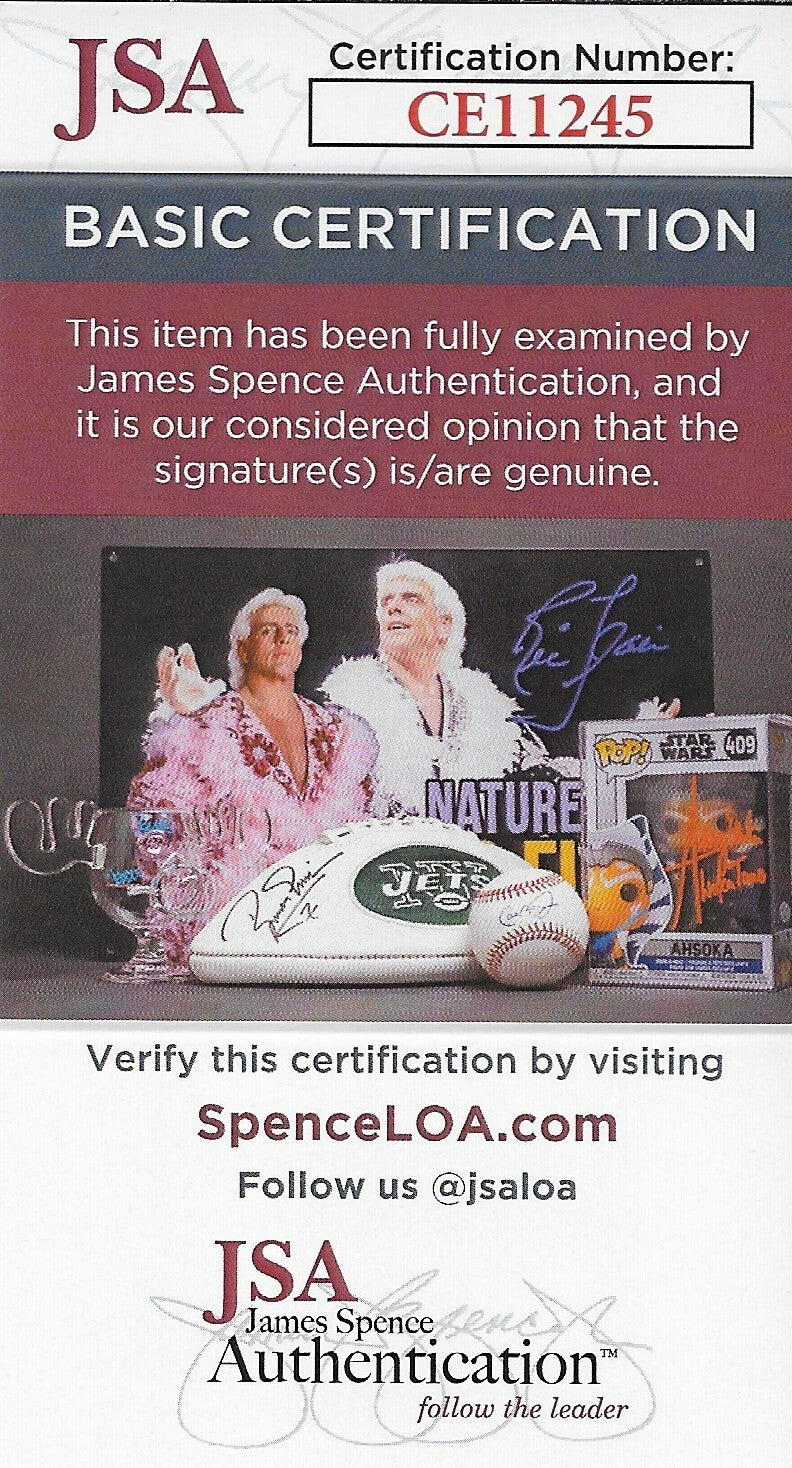 JSA
Certification Number:
CE11245
BASIC CERTIFICATION
This item has been fully examined by
James Spence Authentication, and
it is our considered opinion that the
signature(s) is/are genuine.
Ric Flair
NATURE
POP!
STAR WARS
409
JETS
AHSOKA
Verify this certification by visiting
SpenceLOA.com
Follow us @jsaloa
JSA
James Spence
Authentication™
follow the leader